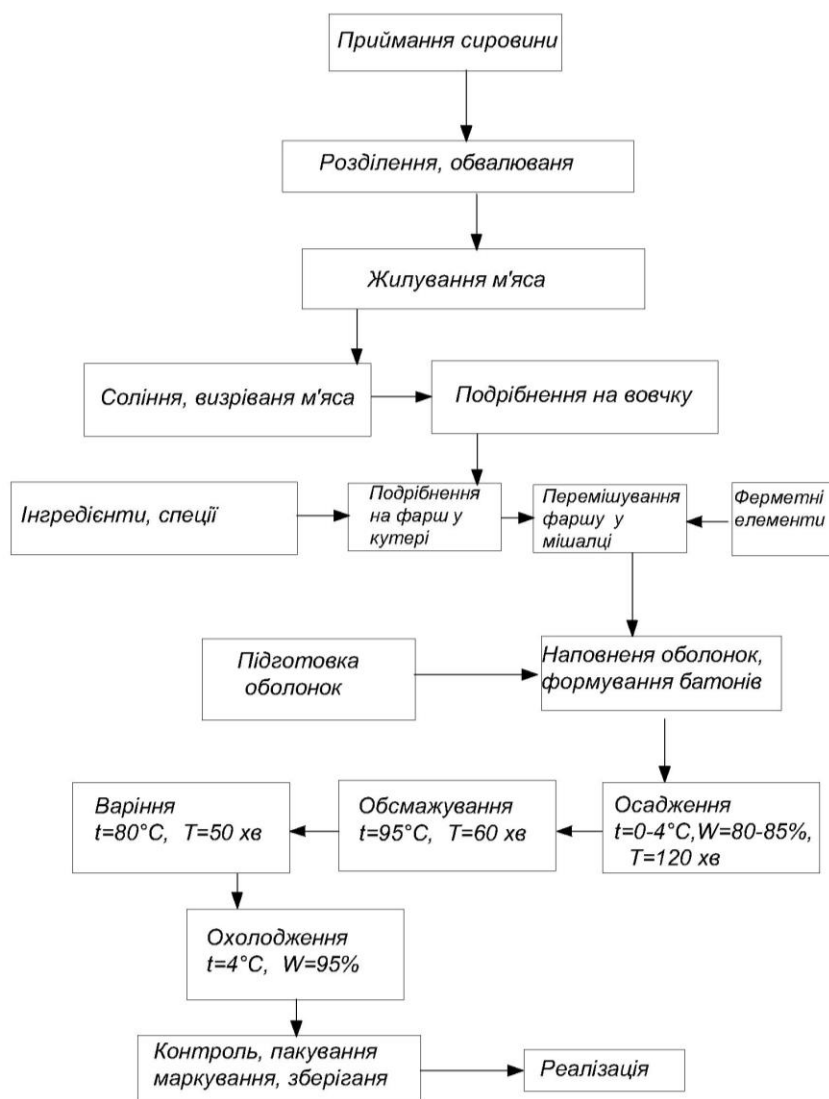 Приймання сировини
Розділення, обвалюваня
Жилування м'яса
Соління, визріваня м'яса
Подрібнення на вовчку
Інгредієнти, спеції
Подрібнення
на фарш у
кутері
Перемішування
фаршу у
мішалці
Ферметні
елементи
Підготовка
оболонок
Наповненя оболонок,
формування батонів
Варіння
t=80°C, T=50 хв
Обсмажування
t=95°C, T=60 хв
Осадження
t=0-4°C,W=80-85%,
T=120 хв
Охолодження
t=4°C, W=95%
Контроль, пакування
маркування, зберіганя
Реалізація